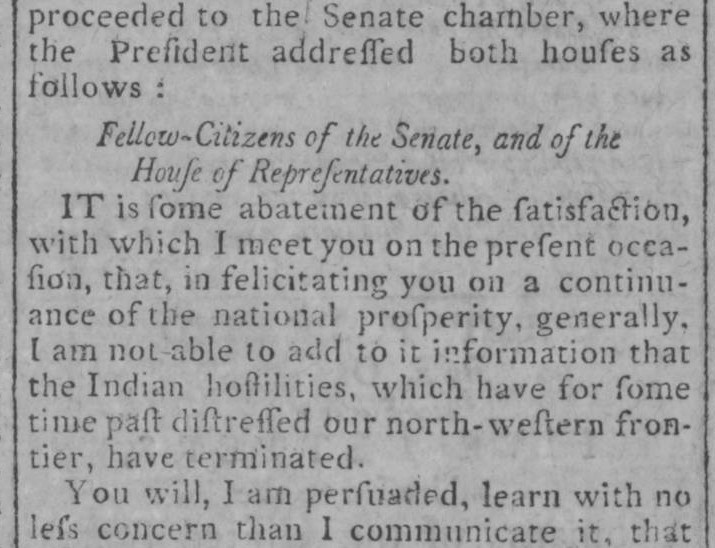 proceeded to the Senate chamber, where
the Preſident addreſſed both houſes as
follows :
Fellow-Citizens of the Senate, and of the
Houſe of Repreſentatives.
IT is ſome abatement of the ſatisfaction,
with which I meet you on the preſent occa-
ſion, that, in felicitating you on a continu-
ance of the national proſperity, generally,
I am not able to add to it information that
the Indian hoſtilities, which have for ſome
time paſt diſtreſſed our north-weſtern fron-
tier, have terminated.
You will, I am perſuaded, learn with no
leſs concern than I communicate it, that